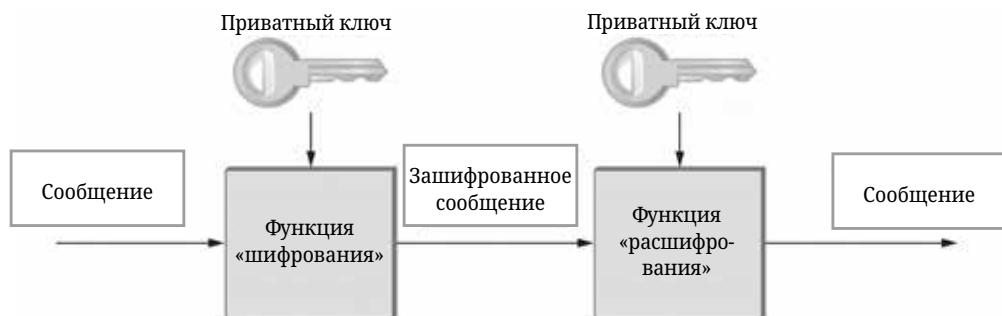 Приватный ключ
Приватный ключ
Сообщение
Функция
«шифрования»
Зашифрованное
сообщение
Функция
«расшифро-
вания»
Сообщение